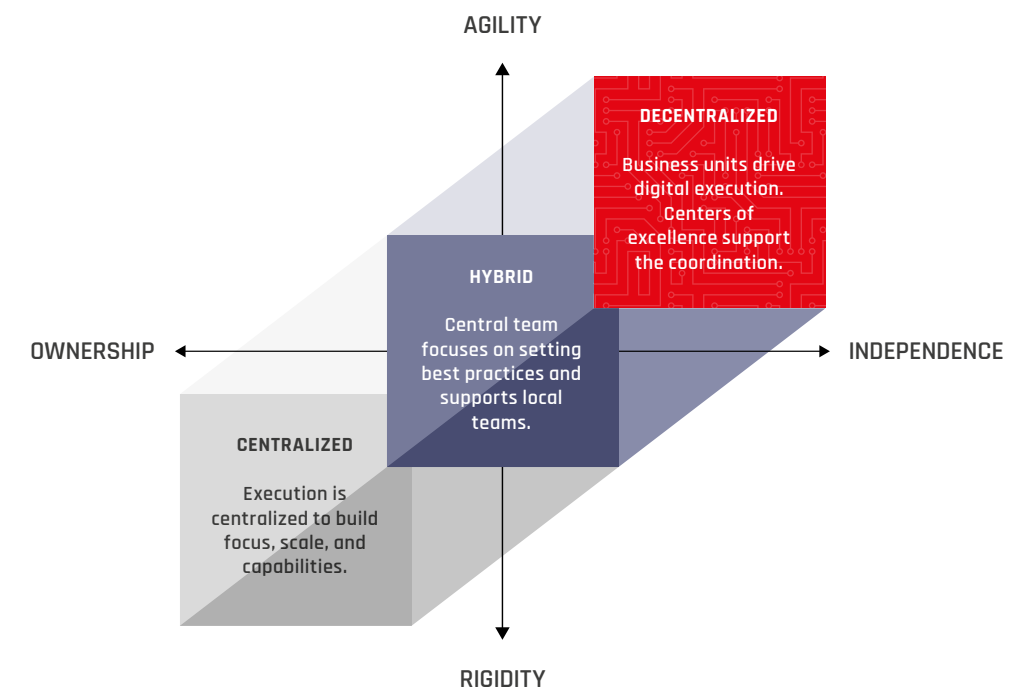 AGILITY
DECENTRALIZED
Business units drive
digital execution.
Centers of
excellence support
the coordination.
HYBRID
Central team
focuses on setting
best practices and
supports local
teams.
OWNERSHIP
INDEPENDENCE
CENTRALIZED
Execution is
centralized to build
focus, scale, and
capabilities.
RIGIDITY